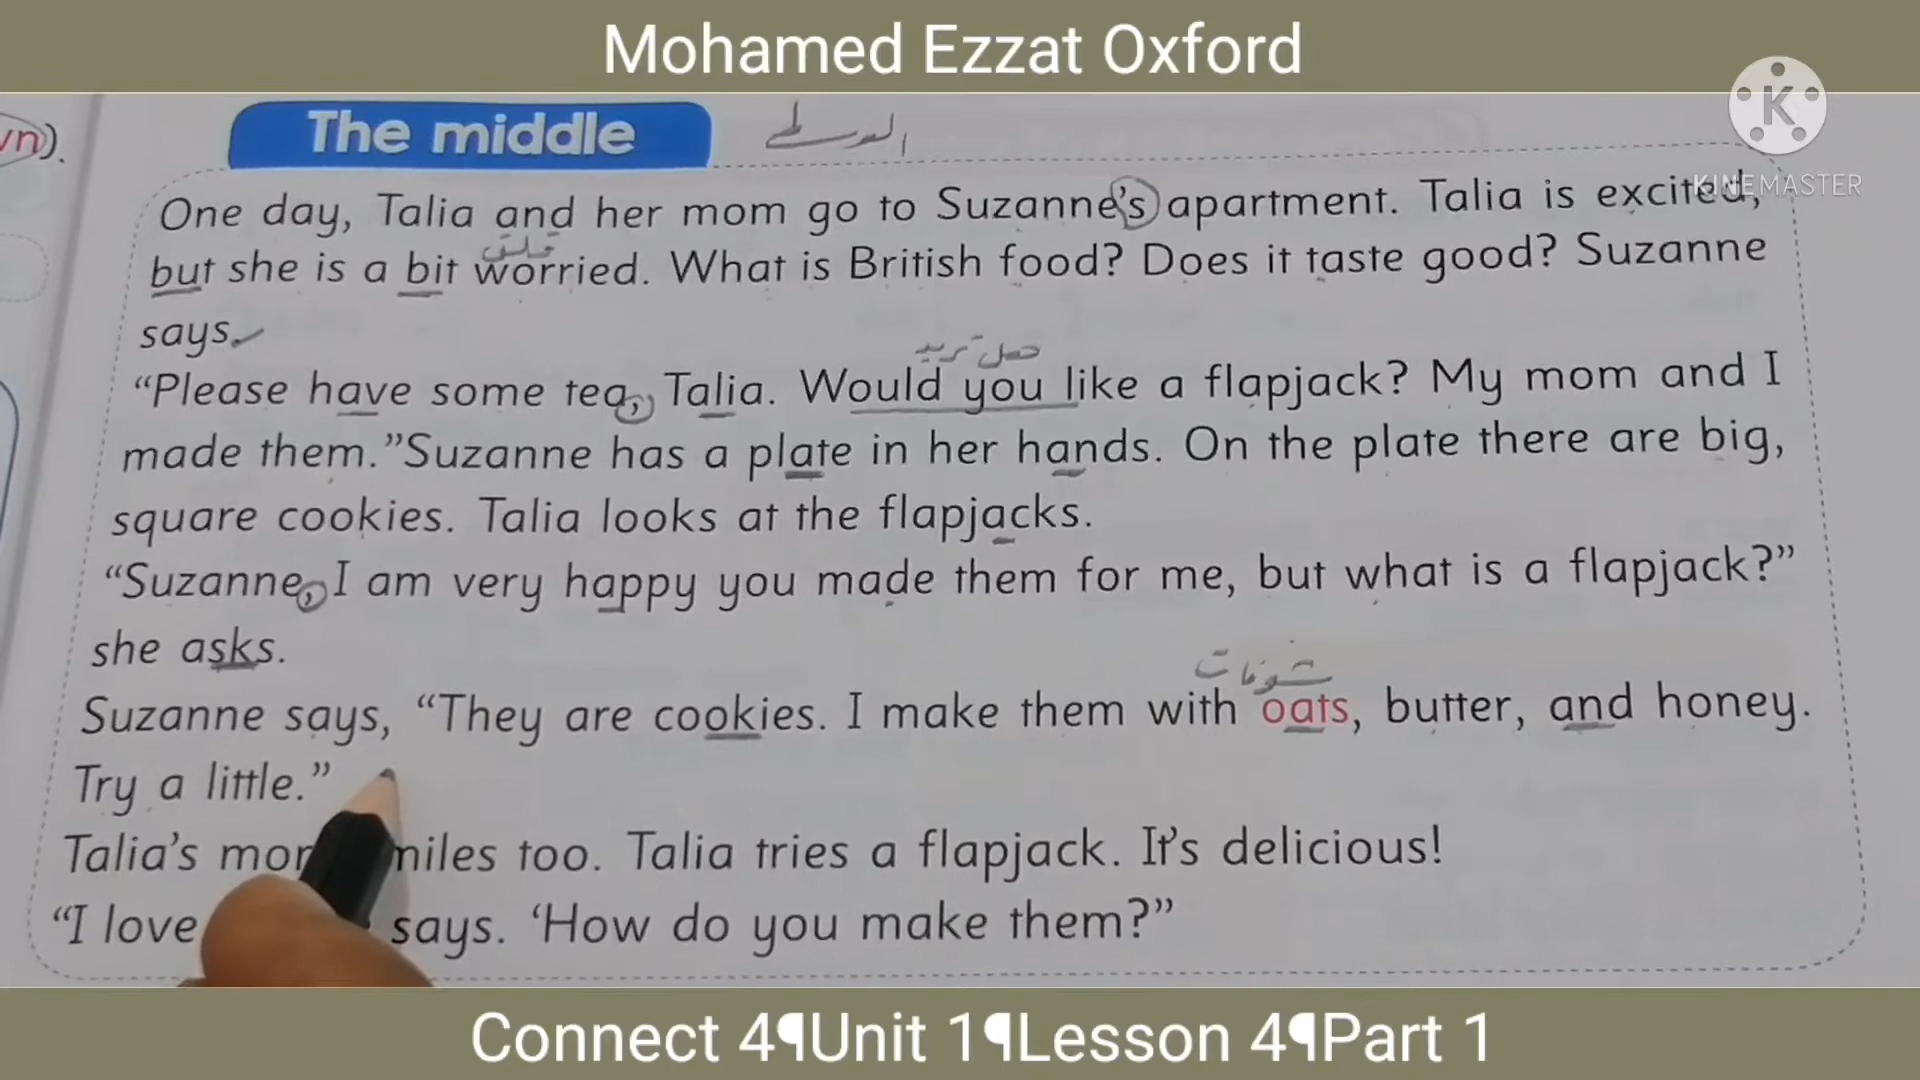 Mohamed Ezzat Oxford
KINEMASTER
The middle
الوسط
One day, Talia and her mom go to Suzanne's apartment. Talia is excited,
قلق
but she is a bit worried. What is British food? Does it taste good? Suzanne
says.
هل تريد
“Please have some tea, Talia. Would you like a flapjack? My mom and I
made them.”Suzanne has a plate in her hands. On the plate there are big,
square cookies. Talia looks at the flapjacks.
“Suzanne, I am very happy you made them for me, but what is a flapjack?”
she asks.
شوفات
Suzanne says, “They are cookies. I make them with oats, butter, and honey.
Try a little.”
Talia's too. Talia tries a flapjack. It's delicious!
“I love says. ‘How do you make them?”
Connect 4¶Unit 1¶Lesson 4¶Part 1